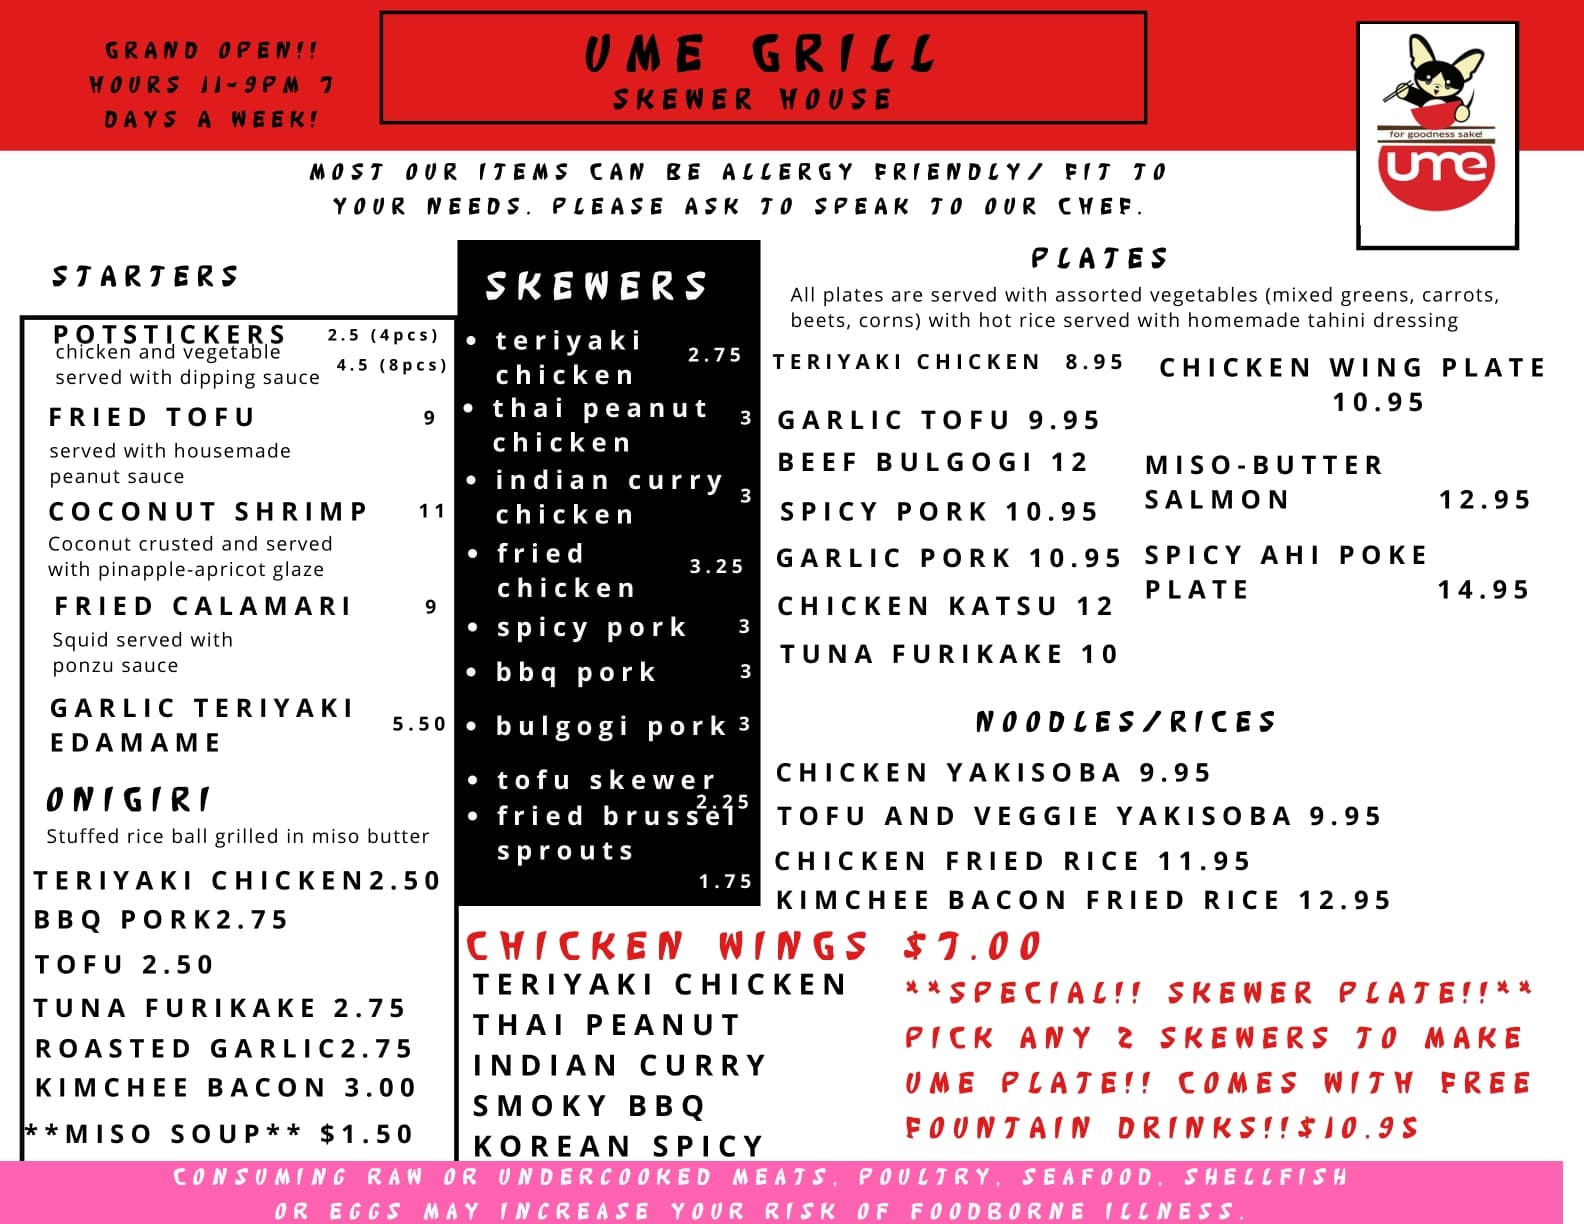 GRAND OPEN!!
HOURS 11-9PM 7
DAYS A WEEK!
UME GRILL
SKEWER HOUSE
for goodness sake!
ume
MOST OUR ITEMS CAN BE ALLERGY FRIENDLY/ FIT TO
YOUR NEEDS. PLEASE ASK TO SPEAK TO OUR CHEF.
STARTERS
POTSTICKERS 2.5 (4pcs)
chicken and vegetable
served with dipping sauce 4.5 (8pcs)
FRIED TOFU 9
served with housemade
peanut sauce
COCONUT SHRIMP 11
Coconut crusted and served
with pinapple-apricot glaze
FRIED CALAMARI 9
Squid served with
ponzu sauce
GARLIC TERIYAKI
EDAMAME 5.50
ONIGIRI
Stuffed rice ball grilled in miso butter
TERIYAKI CHICKEN2.50
BBQ PORK2.75
TOFU 2.50
TUNA FURIKAKE 2.75
ROASTED GARLIC2.75
KIMCHEE BACON 3.00
**MISO SOUP** $1.50
SKEWERS
• teriyaki
chicken 2.75
• thai peanut
chicken 3
• indian curry
chicken 3
• fried
chicken 3.25
• spicy pork 3
• bbq pork 3
• bulgogi pork 3
• tofu skewer
2.25
• fried brussel
sprouts
1.75
PLATES
All plates are served with assorted vegetables (mixed greens, carrots,
beets, corns) with hot rice served with homemade tahini dressing
TERIYAKI CHICKEN 8.95
GARLIC TOFU 9.95
BEEF BULGOGI 12
SPICY PORK 10.95
GARLIC PORK 10.95
CHICKEN KATSU 12
TUNA FURIKAKE 10
CHICKEN WING PLATE
10.95
MISO-BUTTER
SALMON 12.95
SPICY AHI POKE
PLATE 14.95
NOODLES/RICES
CHICKEN YAKISOBA 9.95
TOFU AND VEGGIE YAKISOBA 9.95
CHICKEN FRIED RICE 11.95
KIMCHEE BACON FRIED RICE 12.95
CHICKEN WINGS $7.00
TERIYAKI CHICKEN
THAI PEANUT
INDIAN CURRY
SMOKY BBQ
KOREAN SPICY
**SPECIAL!! SKEWER PLATE!!**
PICK ANY 2 SKEWERS TO MAKE
UME PLATE!! COMES WITH FREE
FOUNTAIN DRINKS!!$10.95
CONSUMING RAW OR UNDERCOOKED MEATS, POULTRY, SEAFOOD, SHELLFISH
OR EGGS MAY INCREASE YOUR RISK OF FOODBORNE ILLNESS.